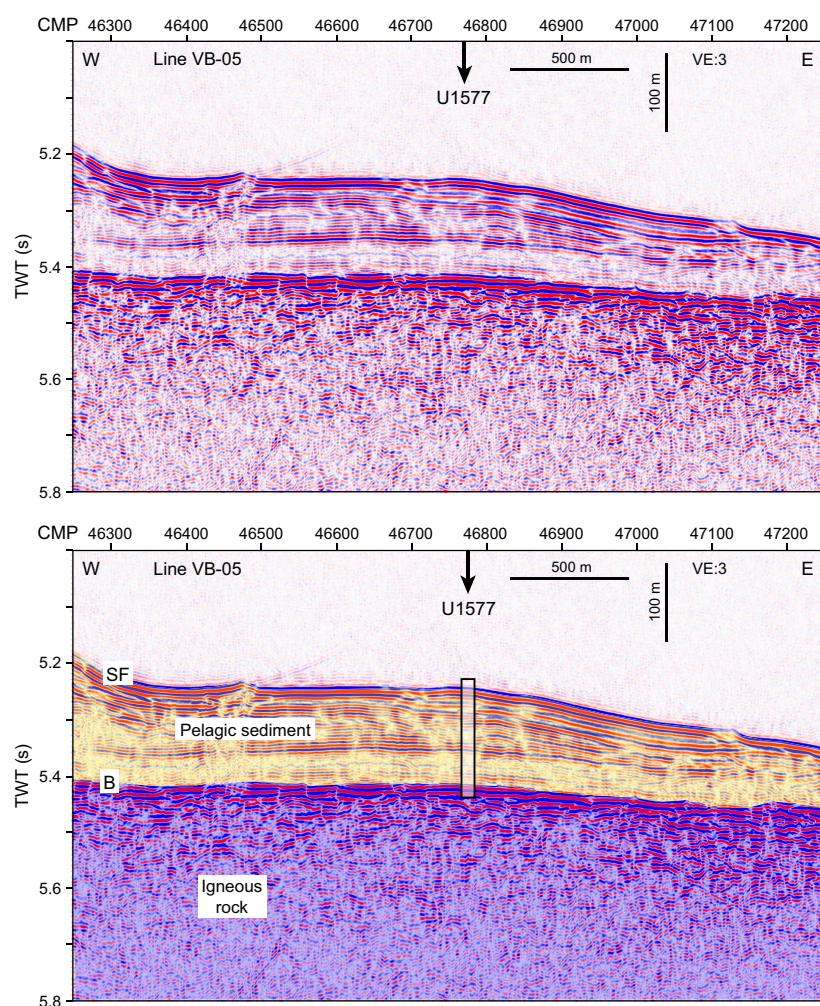 CMP 46300 46400 46500 46600 46700 46800 46900 47000 47100 47200
W Line VB-05 500 m VE:3 E
100 m
U1577
5.2
5.4
TWT (s)
5.6
5.8
CMP 46300 46400 46500 46600 46700 46800 46900 47000 47100 47200
W Line VB-05 500 m VE:3 E
100 m
U1577
5.2
SF
Pelagic sediment
5.4
B
TWT (s)
5.6
Igneous
rock
5.8